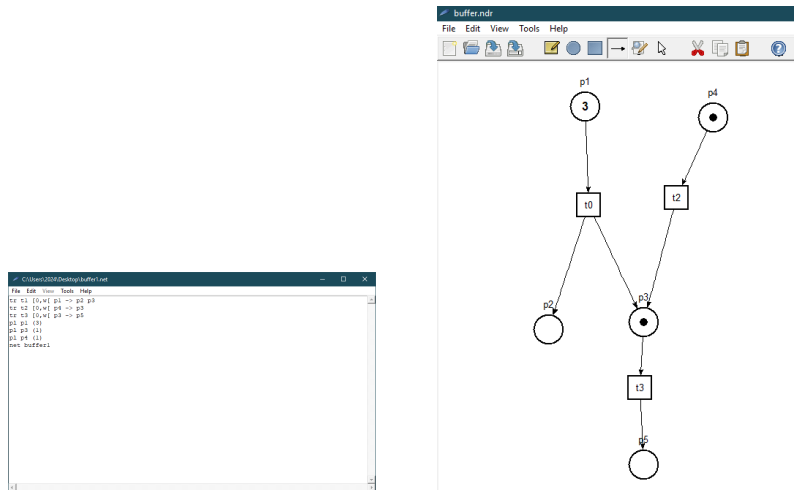 C:\Users\2024\Desktop\buffer1.net
File Edit View Tools Help
tr t1 [0,w[ p1 -> p2 p3
tr t2 [0,w[ p4 -> p3
tr t3 [0,w[ p3 -> p5
pl p1 (3)
pl p3 (1)
pl p4 (1)
net buffer1
buffer.ndr
File Edit View Tools Help
p1
3
p4
t0
t2
p2
p3
t3
p5